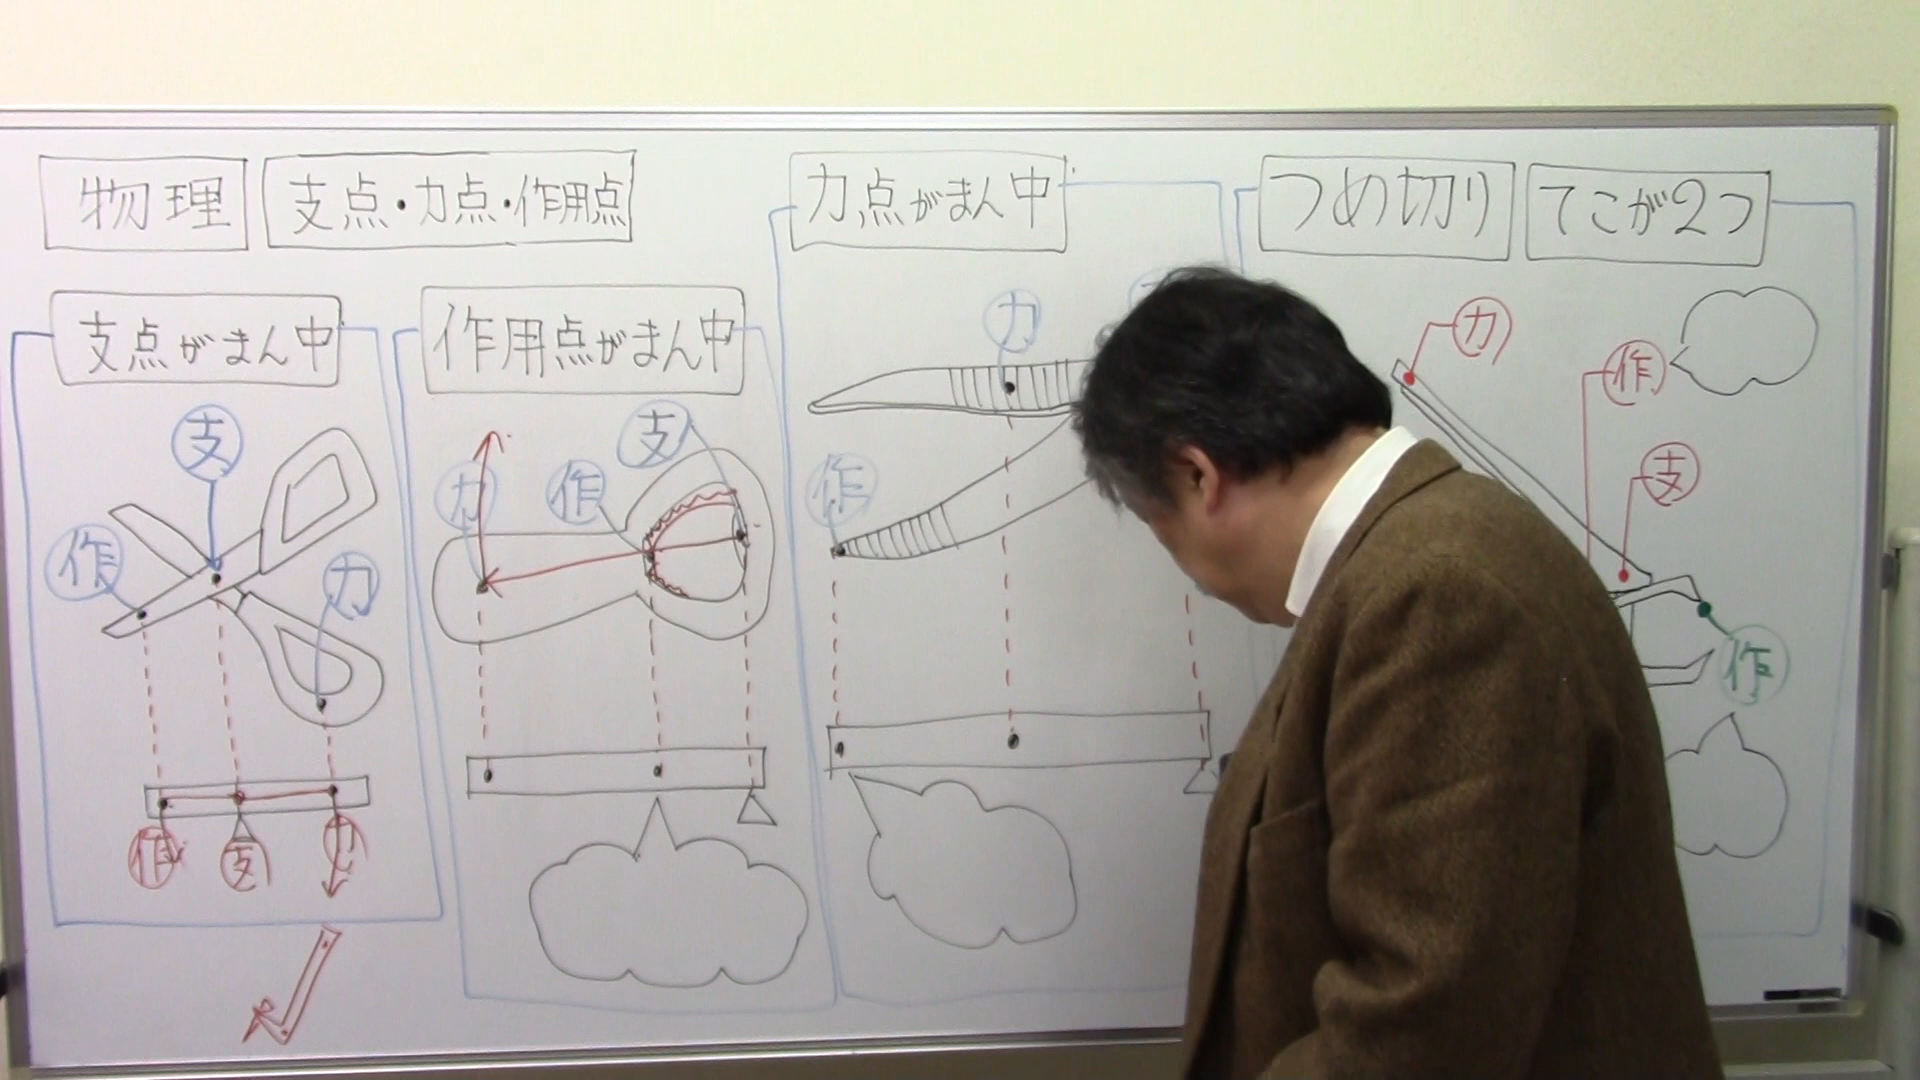 物理
支点・力点・作用点
支点がまん中
支
作
力
作
支
力
作用点がまん中
支
力
作
力点がまん中
力
作
つめ切り
てこが2つ
力
作
支
作